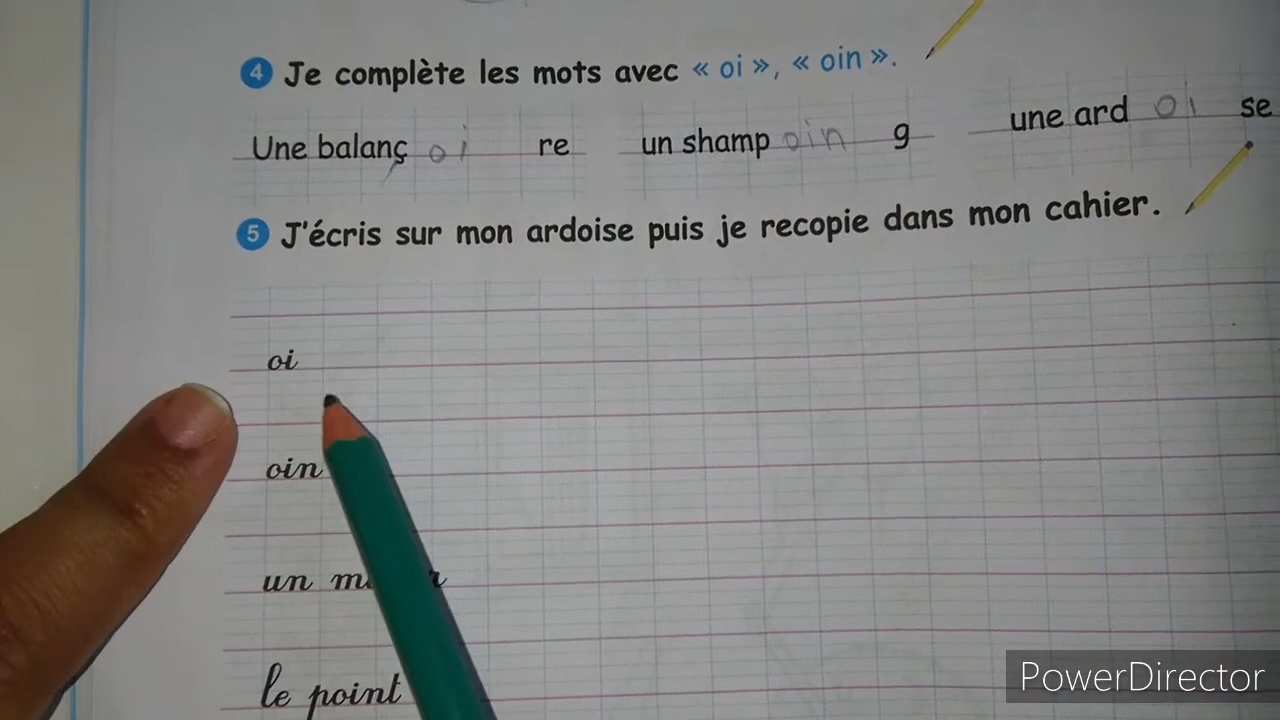 4 Je complète les mots avec « oi », « oin ».
Une balanç oi re un shamp oin g une ard oi se
5 J'écris sur mon ardoise puis je recopie dans mon cahier.
oi
oin
un
le point
PowerDirector